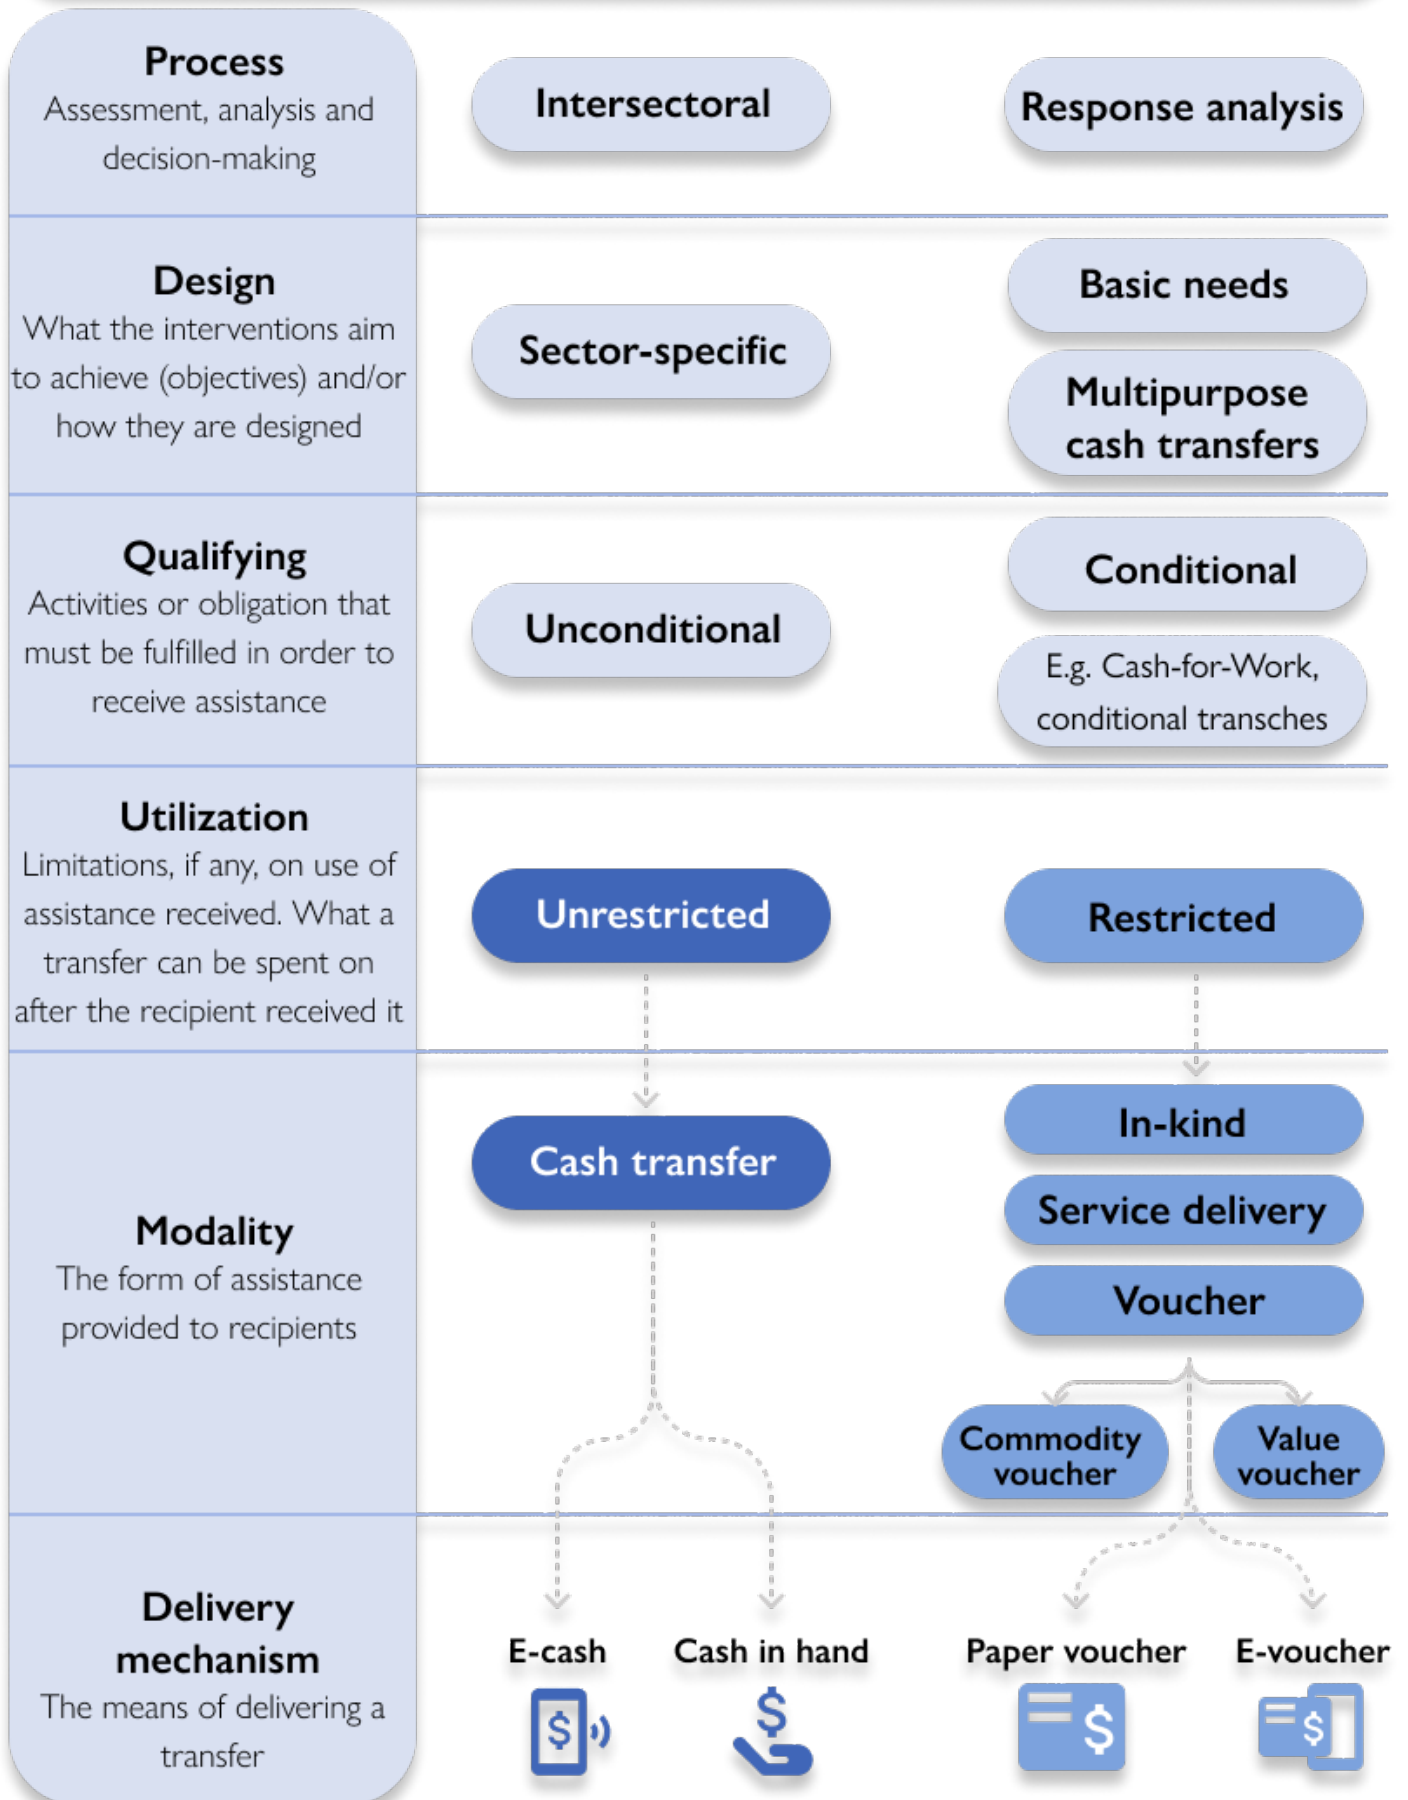 Process
Assessment, analysis and
decision-making
Intersectoral
Response analysis
Design
What the interventions aim
to achieve (objectives) and/or
how they are designed
Sector-specific
Basic needs
Multipurpose
cash transfers
Qualifying
Activities or obligation that
must be fulfilled in order to
receive assistance
Unconditional
Conditional
E.g. Cash-for-Work,
conditional transches
Utilization
Limitations, if any, on use of
assistance received. What a
transfer can be spent on
after the recipient received it
Unrestricted
Restricted
Modality
The form of assistance
provided to recipients
Cash transfer
In-kind
Service delivery
Voucher
Commodity
voucher
Value
voucher
Delivery
mechanism
The means of delivering a
transfer
E-cash
Cash in hand
Paper voucher
E-voucher
$
$
$
$